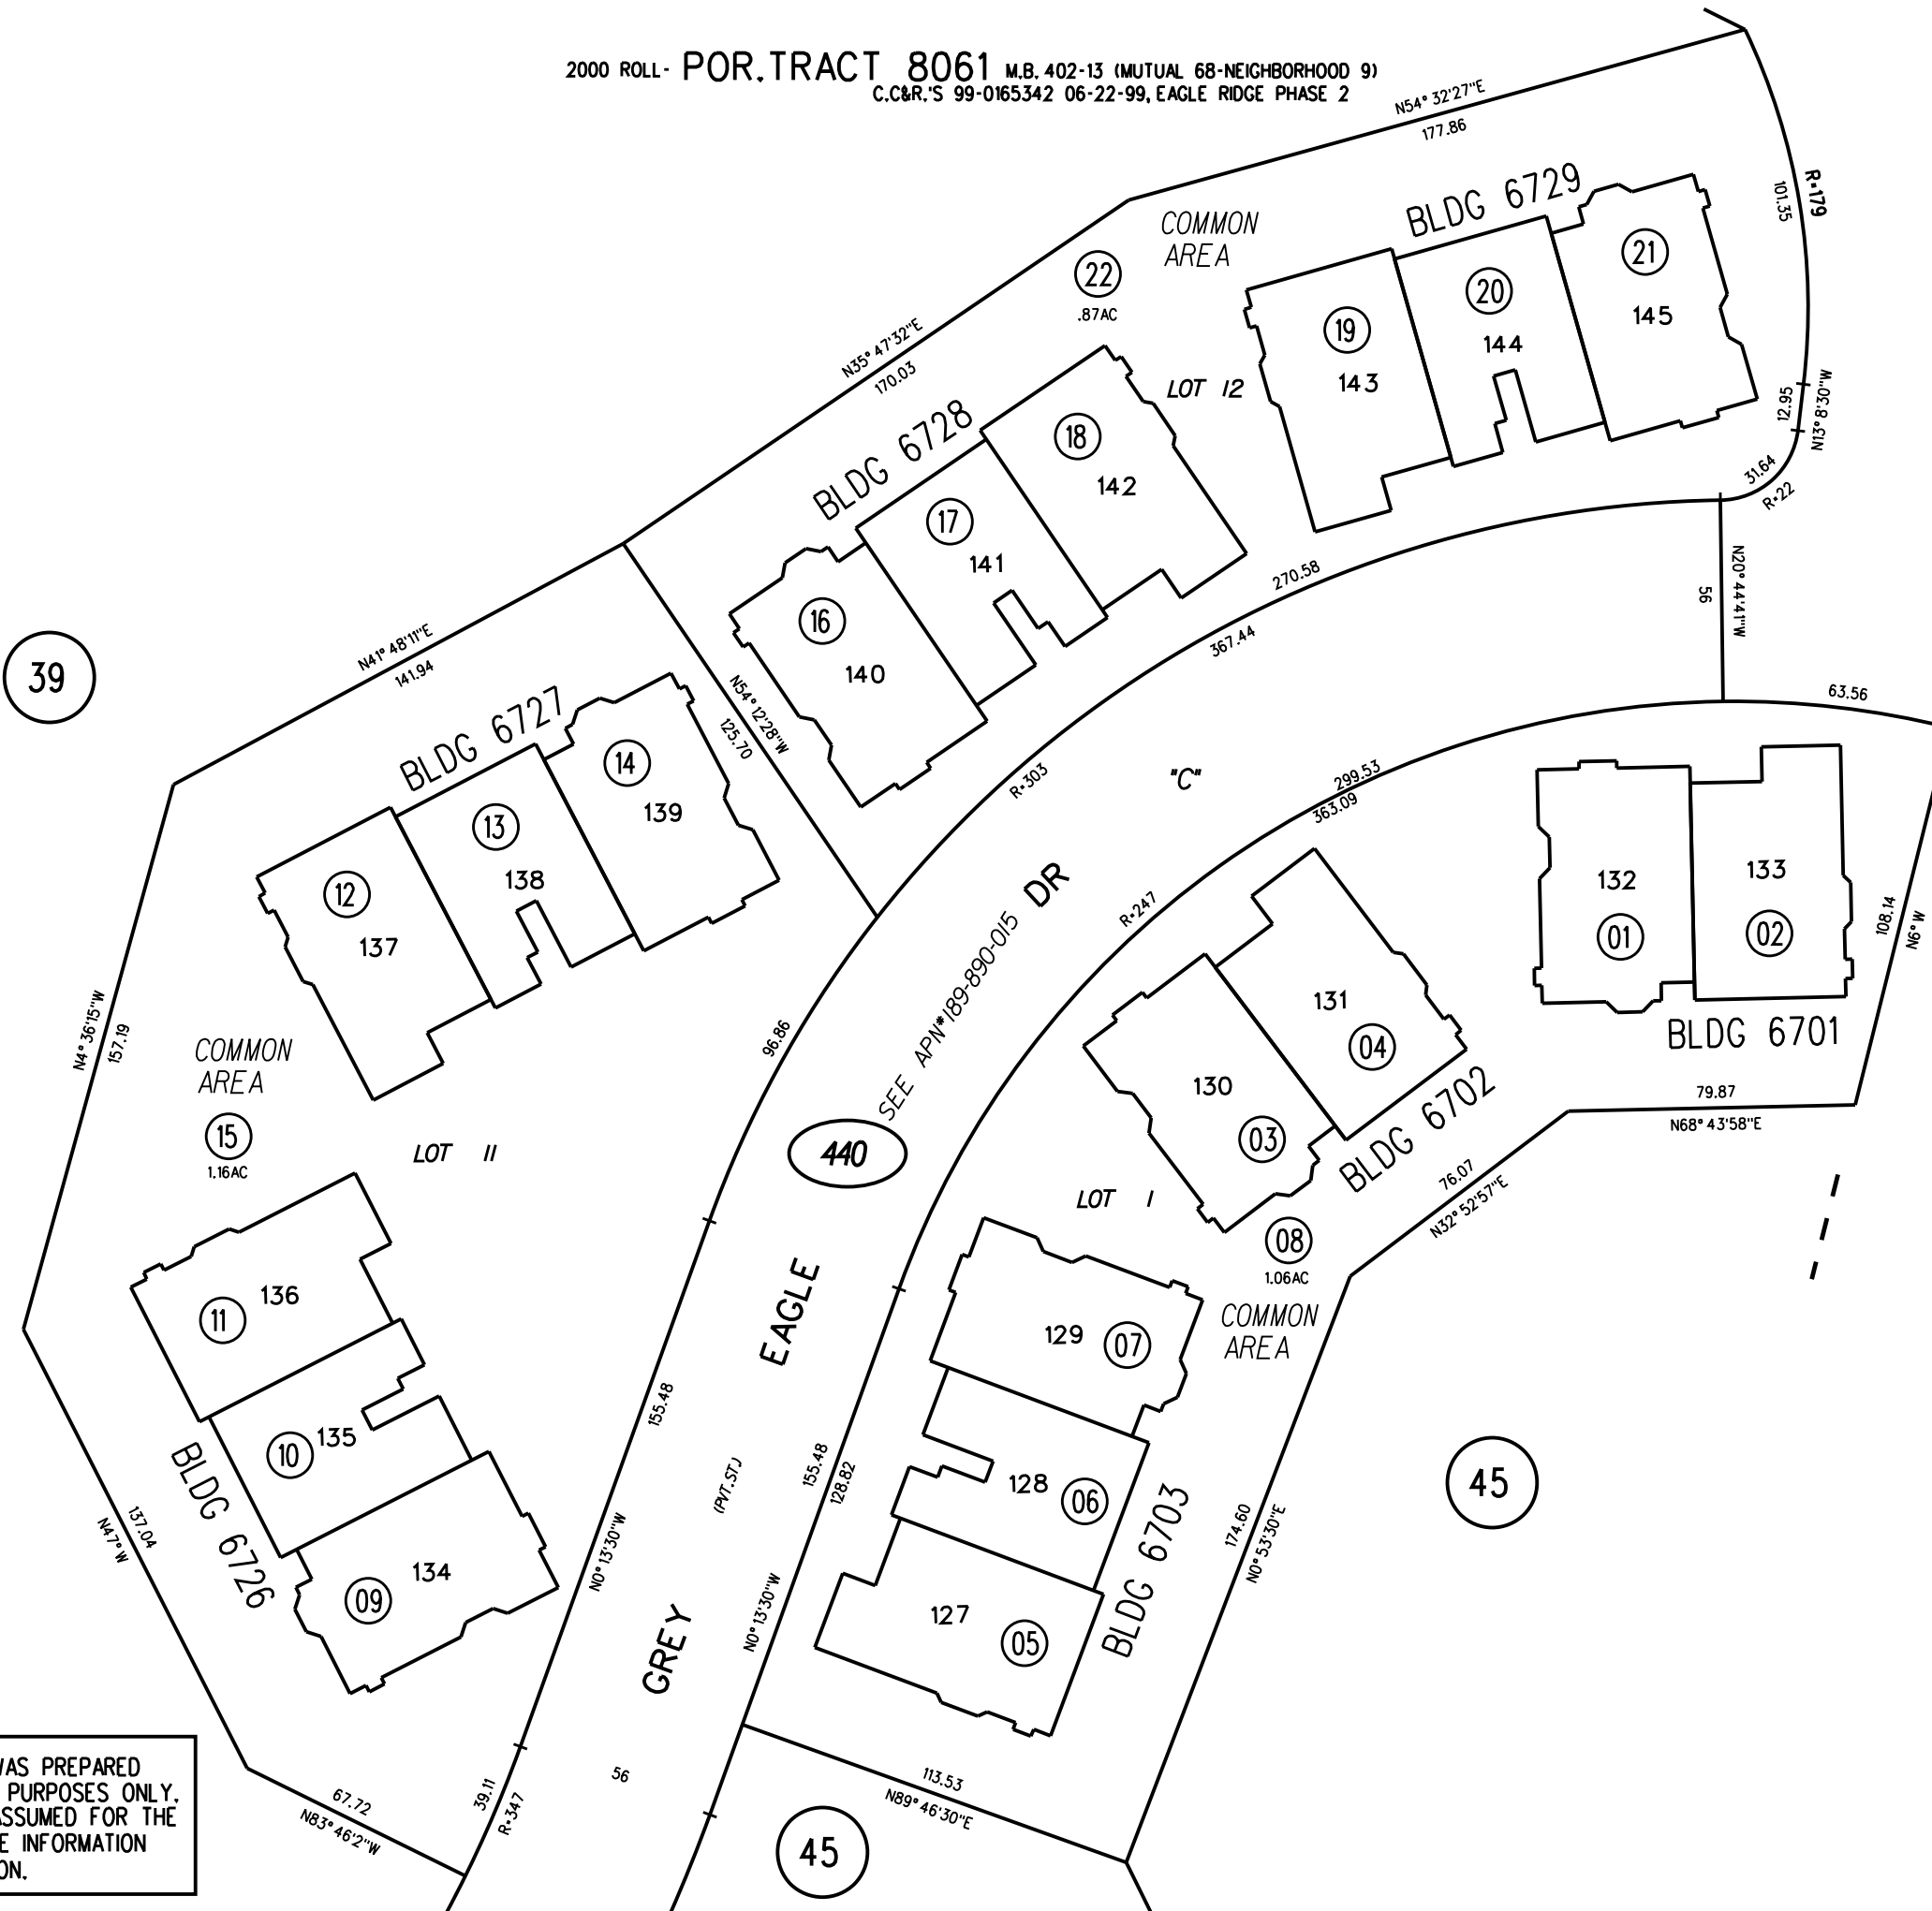 2000 ROLL- POR.TRACT 8061 M.B. 402-13 (MUTUAL 68-NEIGHBORHOOD 9)
C.C&R.'S 99-0165342 06-22-99, EAGLE RIDGE PHASE 2
N54° 32'27"E
177.86
R=179
101.35
BLDG 6729
COMMON
AREA
22
.87AC
21
145
20
144
19
143
12.95
N13° 8'30"W
31.64
R=22
N35° 47'32"E
170.03
LOT 12
BLDG 6728
18
142
17
141
16
140
270.58
367.44
N20° 44'41"W
56
39
N41° 48'11"E
141.94
N54° 12'28"W
125.70
BLDG 6727
14
139
13
138
12
137
63.56
R=303
"C"
299.53
363.09
R=247
132
01
133
02
108.14
N6° W
BLDG 6701
79.87
N68° 43'58"E
EAGLE DR
SEE APN#189-890-015
131
04
130
03
BLDG 6702
76.07
N32° 52'57"E
N4° 36'15"W
157.19
COMMON
AREA
15
1.16AC
LOT 11
96.86
440
LOT 1
08
1.06AC
COMMON
AREA
136
11
135
10
134
09
BLDG 6726
129
07
128
06
127
05
BLDG 6703
155.48
N0° 13'30"W
(PVT.ST.)
155.48
128.82
N0° 13'30"W
174.60
N0° 53'30"E
45
137.04
N47° W
GREY
56
113.53
N89° 46'30"E
45
67.72
N83° 46'2"W
39.11
R=347
WAS PREPARED
PURPOSES ONLY.
ASSUMED FOR THE
E INFORMATION
ON.